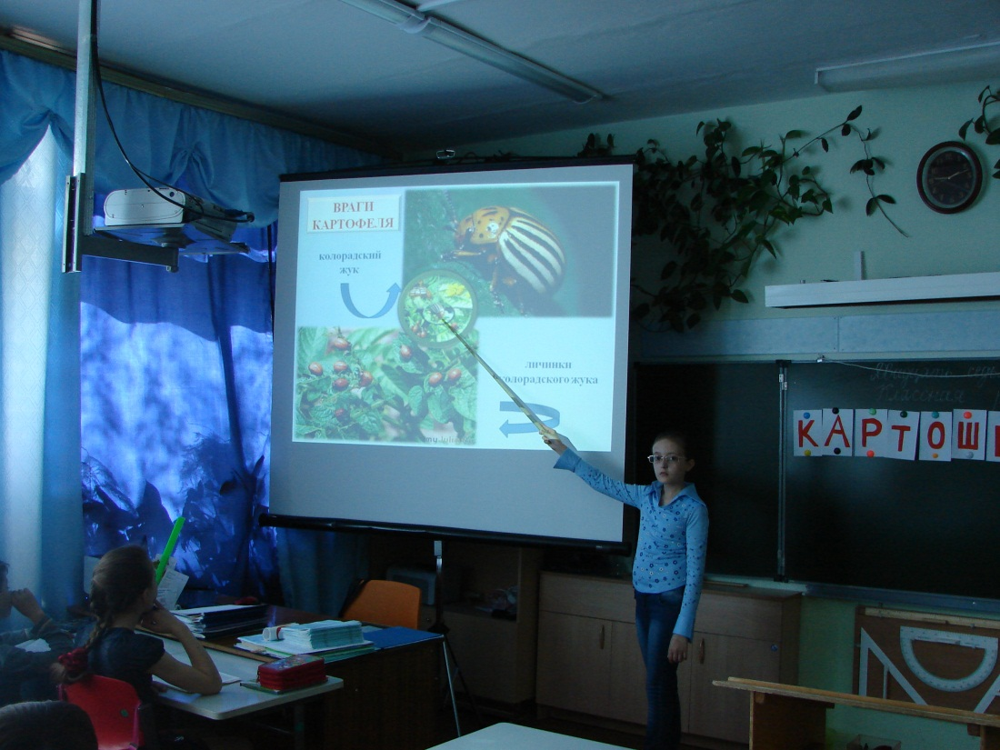 ВРАГИ
КАРТОФЕЛЯ
колорадский
жук
личинки
колорадского жука
КАРТОШ